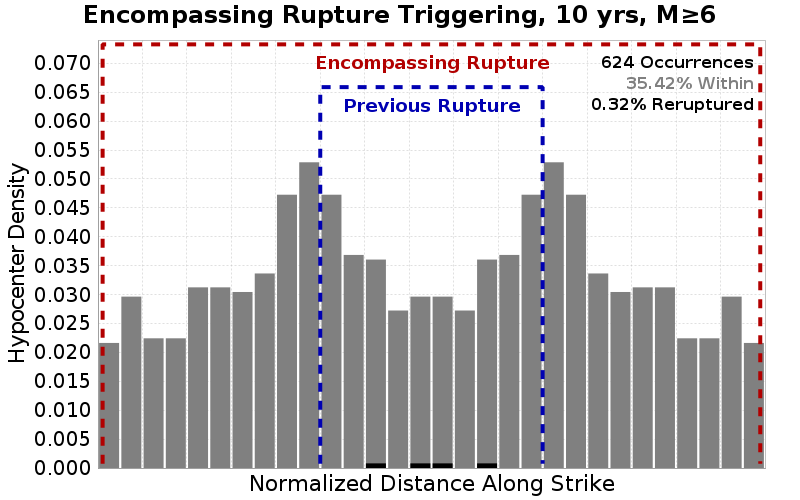 Encompassing Rupture Triggering, 10 yrs, M≥6
Encompassing Rupture
Previous Rupture
624 Occurrences
35.42% Within
0.32% Reruptured
Hypocenter Density
0.070
0.065
0.060
0.055
0.050
0.045
0.040
0.035
0.030
0.025
0.020
0.015
0.010
0.005
0.000
Normalized Distance Along Strike